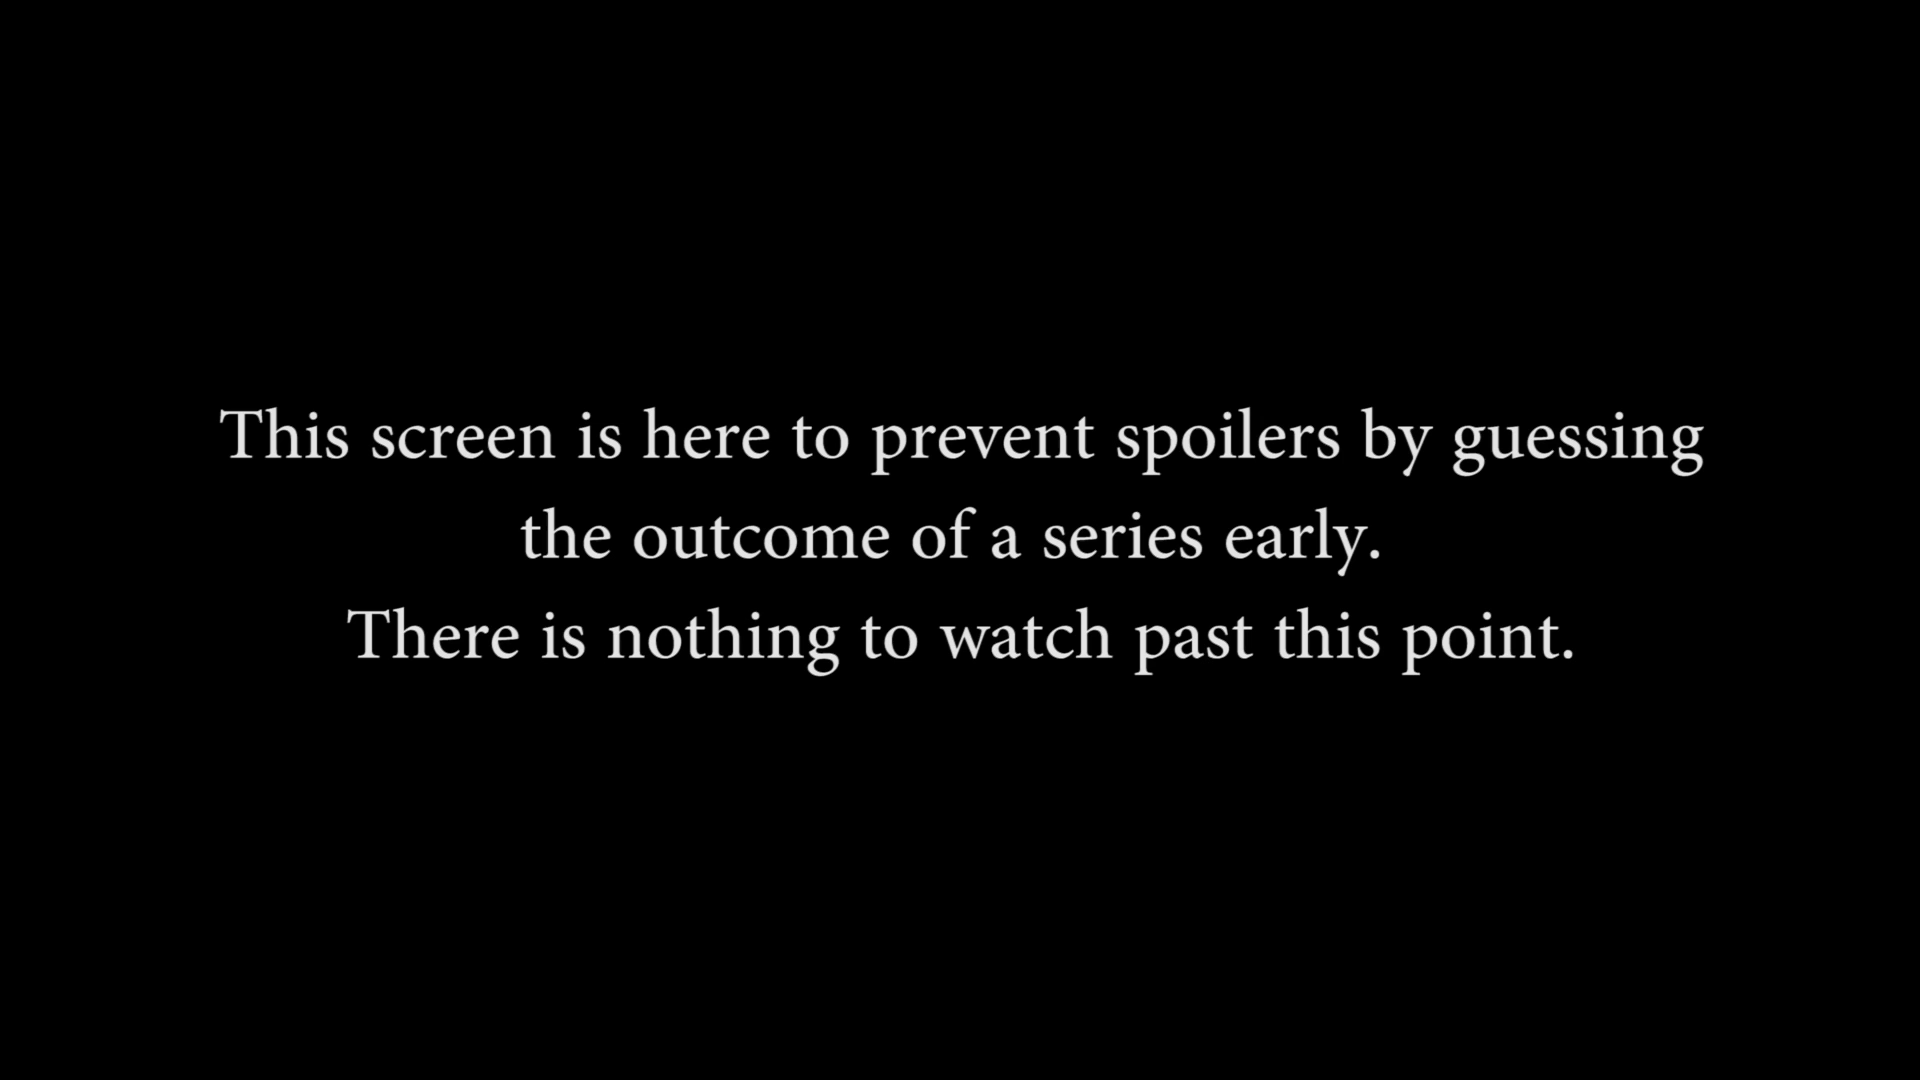 This screen is here to prevent spoilers by guessing
the outcome of a series early.
There is nothing to watch past this point.